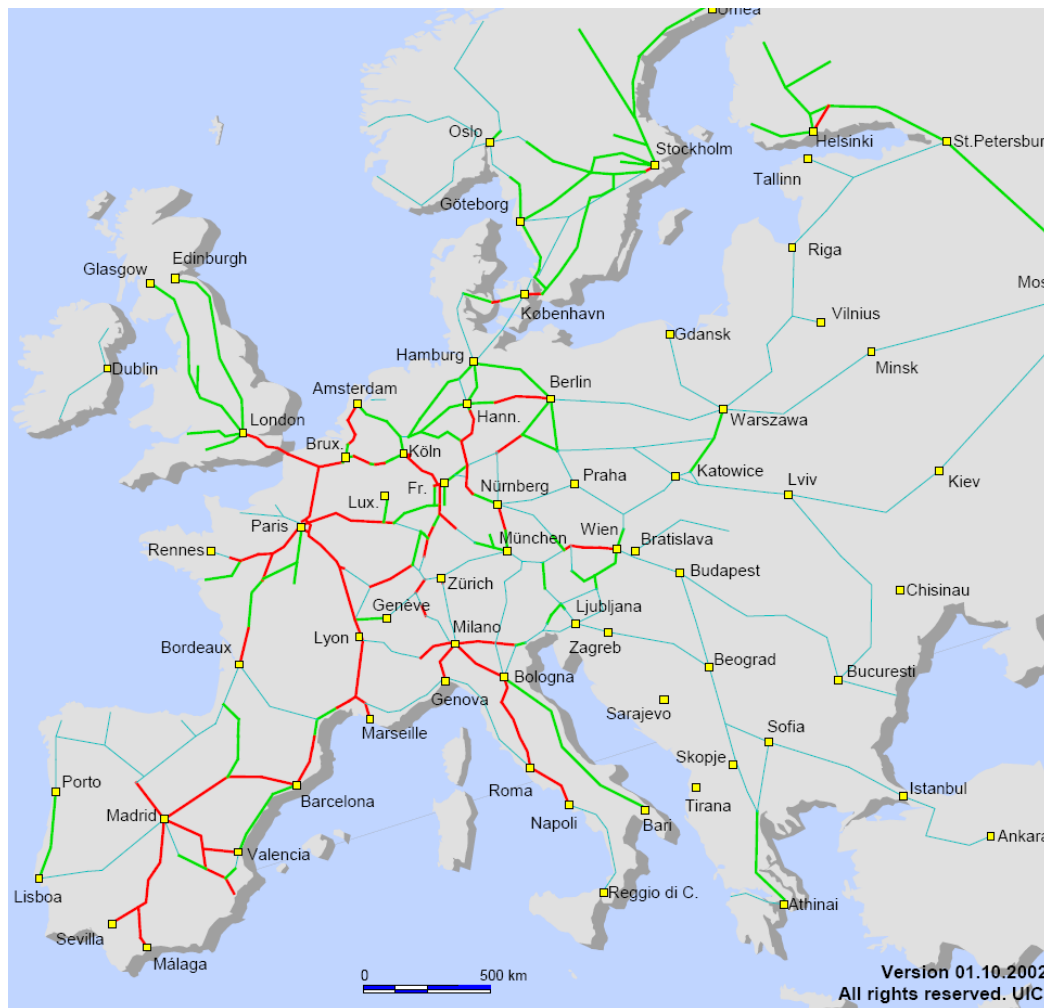 Umea
Oslo
Stockholm
Helsinki
St.Petersbur
Tallinn
Göteborg
Riga
Edinburgh
Glasgow
Mos
København
Vilnius
Gdansk
Hamburg
Minsk
Dublin
Amsterdam
Berlin
London
Hann.
Warszawa
Brux.
Köln
Katowice
Praha
Lviv
Kiev
Fr.
Nürnberg
Lux.
Paris
Wien
Rennes
München
Bratislava
Zürich
Budapest
Chisinau
Genéve
Ljubljana
Milano
Lyon
Zagreb
Bordeaux
Beograd
Bucuresti
Bologna
Genova
Sarajevo
Marseille
Sofia
Skopje
Porto
Roma
Istanbul
Barcelona
Tirana
Madrid
Napoli
Bari
Ankara
Valencia
Lisboa
Reggio di C.
Athinai
Sevilla
Málaga
0 500 km
Version 01.10.2002
All rights reserved. UIC